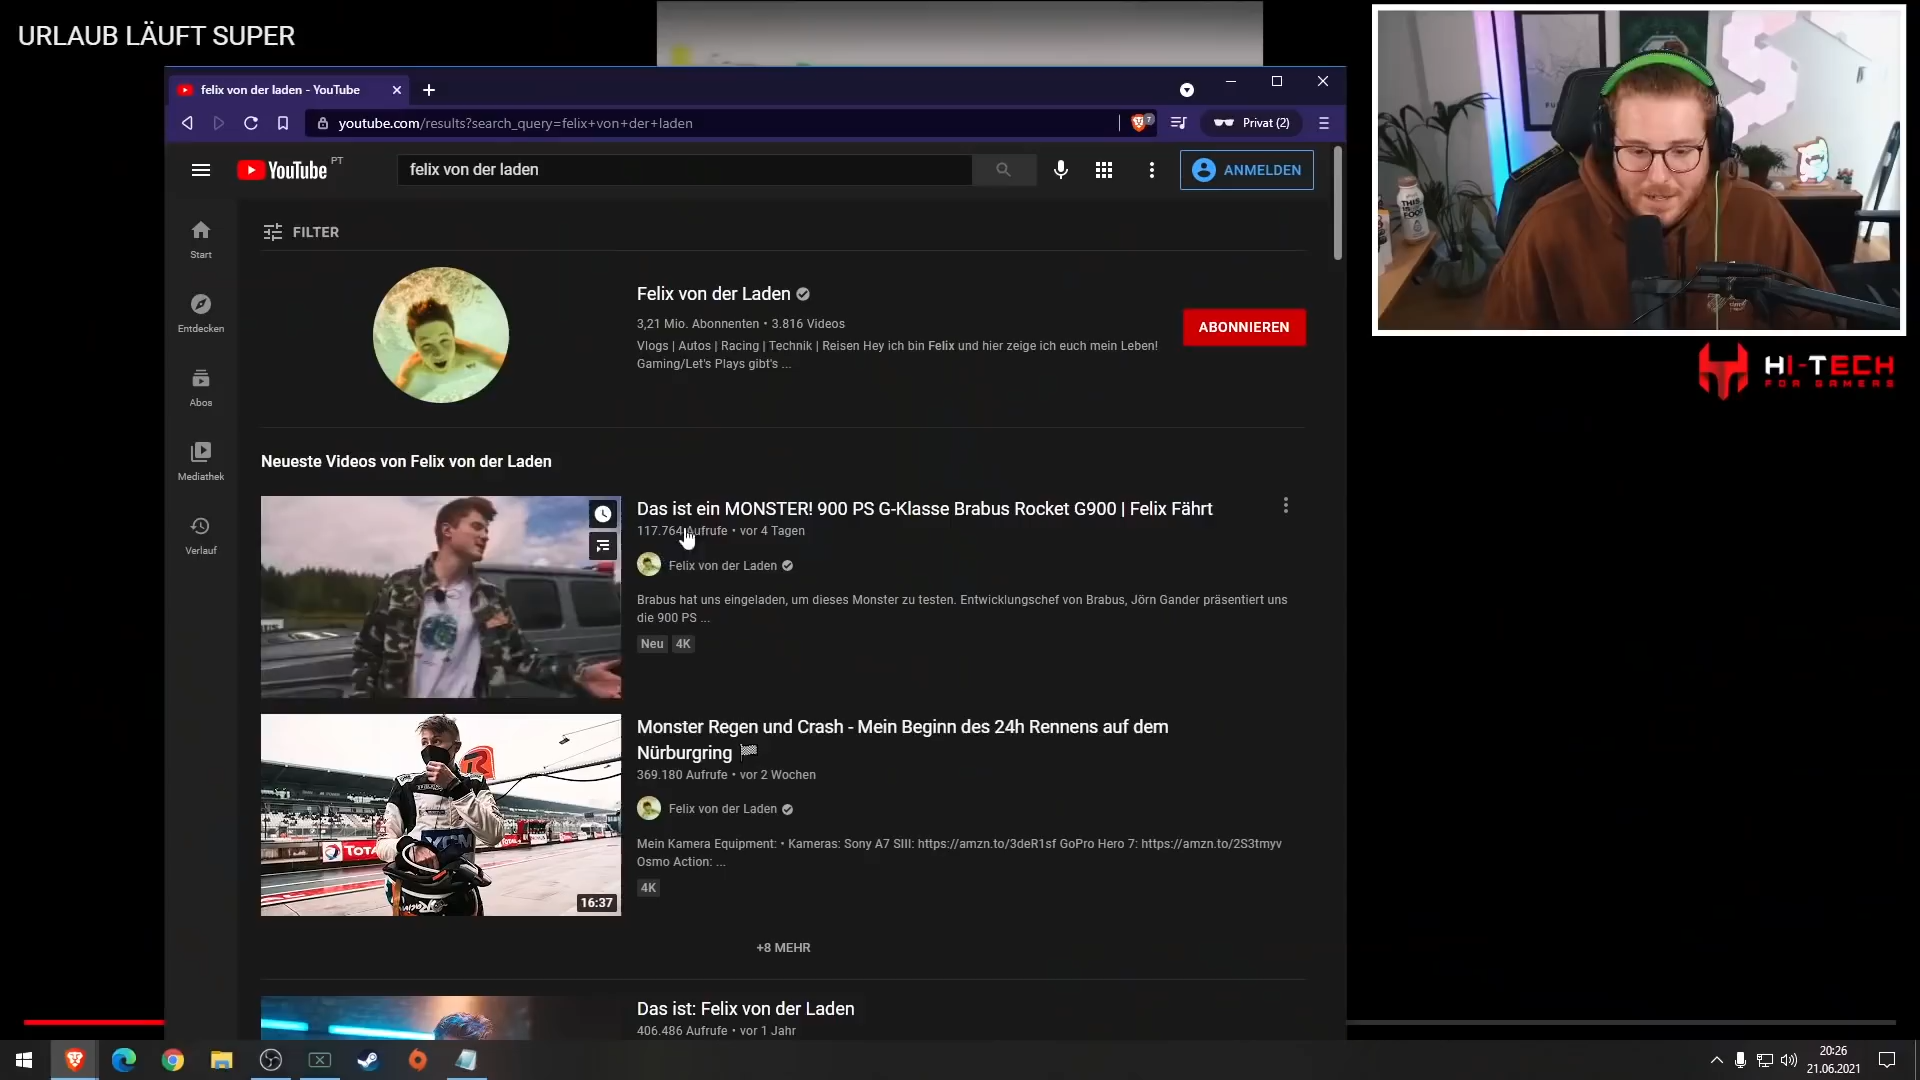 URLAUB LÄUFT SUPER
felix von der laden - YouTube
youtube.com/results?search_query=felix+von+der+laden
7
Privat (2)
YouTube PT
felix von der laden
ANMELDEN
FILTER
Start
Entdecken
Abos
Mediathek
Verlauf
Felix von der Laden
3,21 Mio. Abonnenten • 3.816 Videos
Vlogs | Autos | Racing | Technik | Reisen Hey ich bin Felix und hier zeige ich euch mein Leben!
Gaming/Let's Plays gibt's ...
ABONNIEREN
Neueste Videos von Felix von der Laden
Das ist ein MONSTER! 900 PS G-Klasse Brabus Rocket G900 | Felix Fährt
117.764 Aufrufe • vor 4 Tagen
Felix von der Laden
Brabus hat uns eingeladen, um dieses Monster zu testen. Entwicklungschef von Brabus, Jörn Gander präsentiert uns
die 900 PS ...
Neu 4K
Monster Regen und Crash - Mein Beginn des 24h Rennens auf dem
Nürburgring
369.180 Aufrufe • vor 2 Wochen
Felix von der Laden
Mein Kamera Equipment: • Kameras: Sony A7 SIII: https://amzn.to/3deR1sf GoPro Hero 7: https://amzn.to/2S3tmyv
Osmo Action: ...
4K
16:37
+8 MEHR
Das ist: Felix von der Laden
406.486 Aufrufe • vor 1 Jahr
THIS IS FOOD
HI-TECH
FOR GAMERS
20:26
21.06.2021